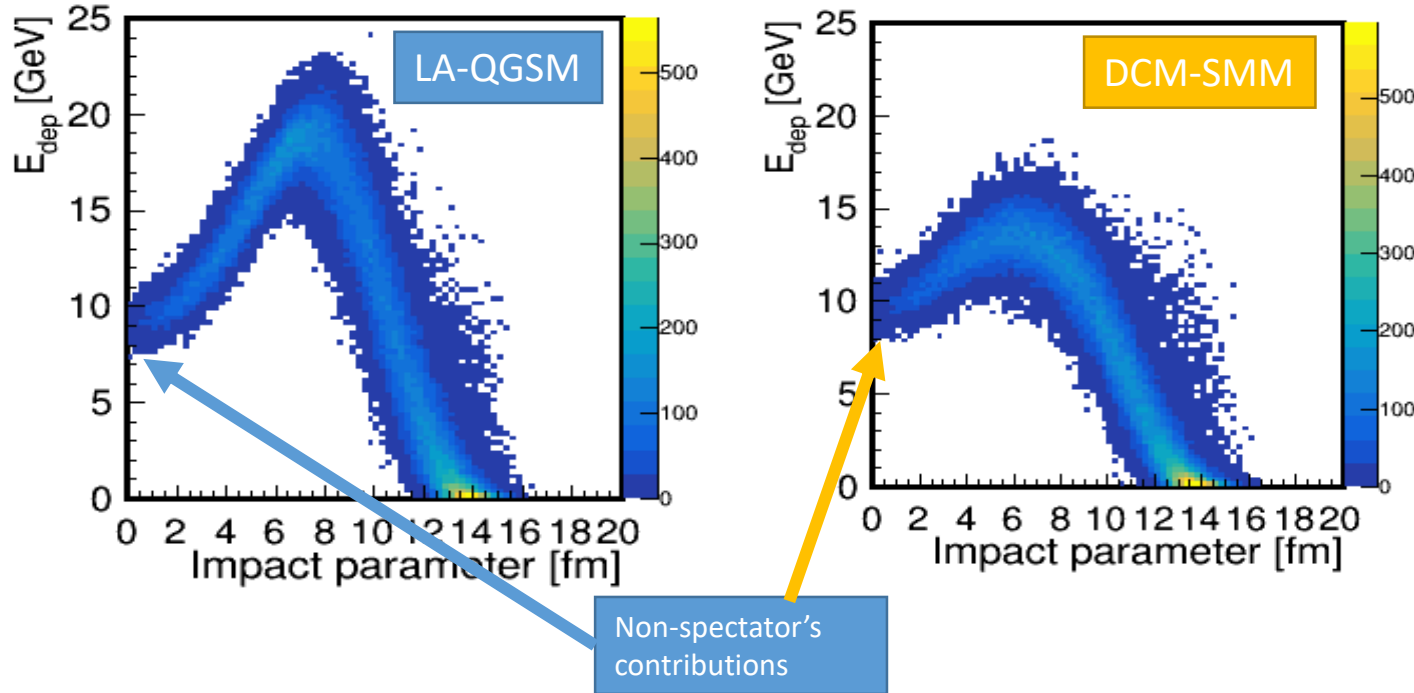 25
20
15
10
5
0
E_dep [GeV]
LA-QGSM
500
400
300
200
100
0
0 2 4 6 8 10 12 14 16 18 20
Impact parameter [fm]
25
20
15
10
5
0
E_dep [GeV]
DCM-SMM
500
400
300
200
100
0
0 2 4 6 8 10 12 14 16 18 20
Impact parameter [fm]
Non-spectator’s
contributions